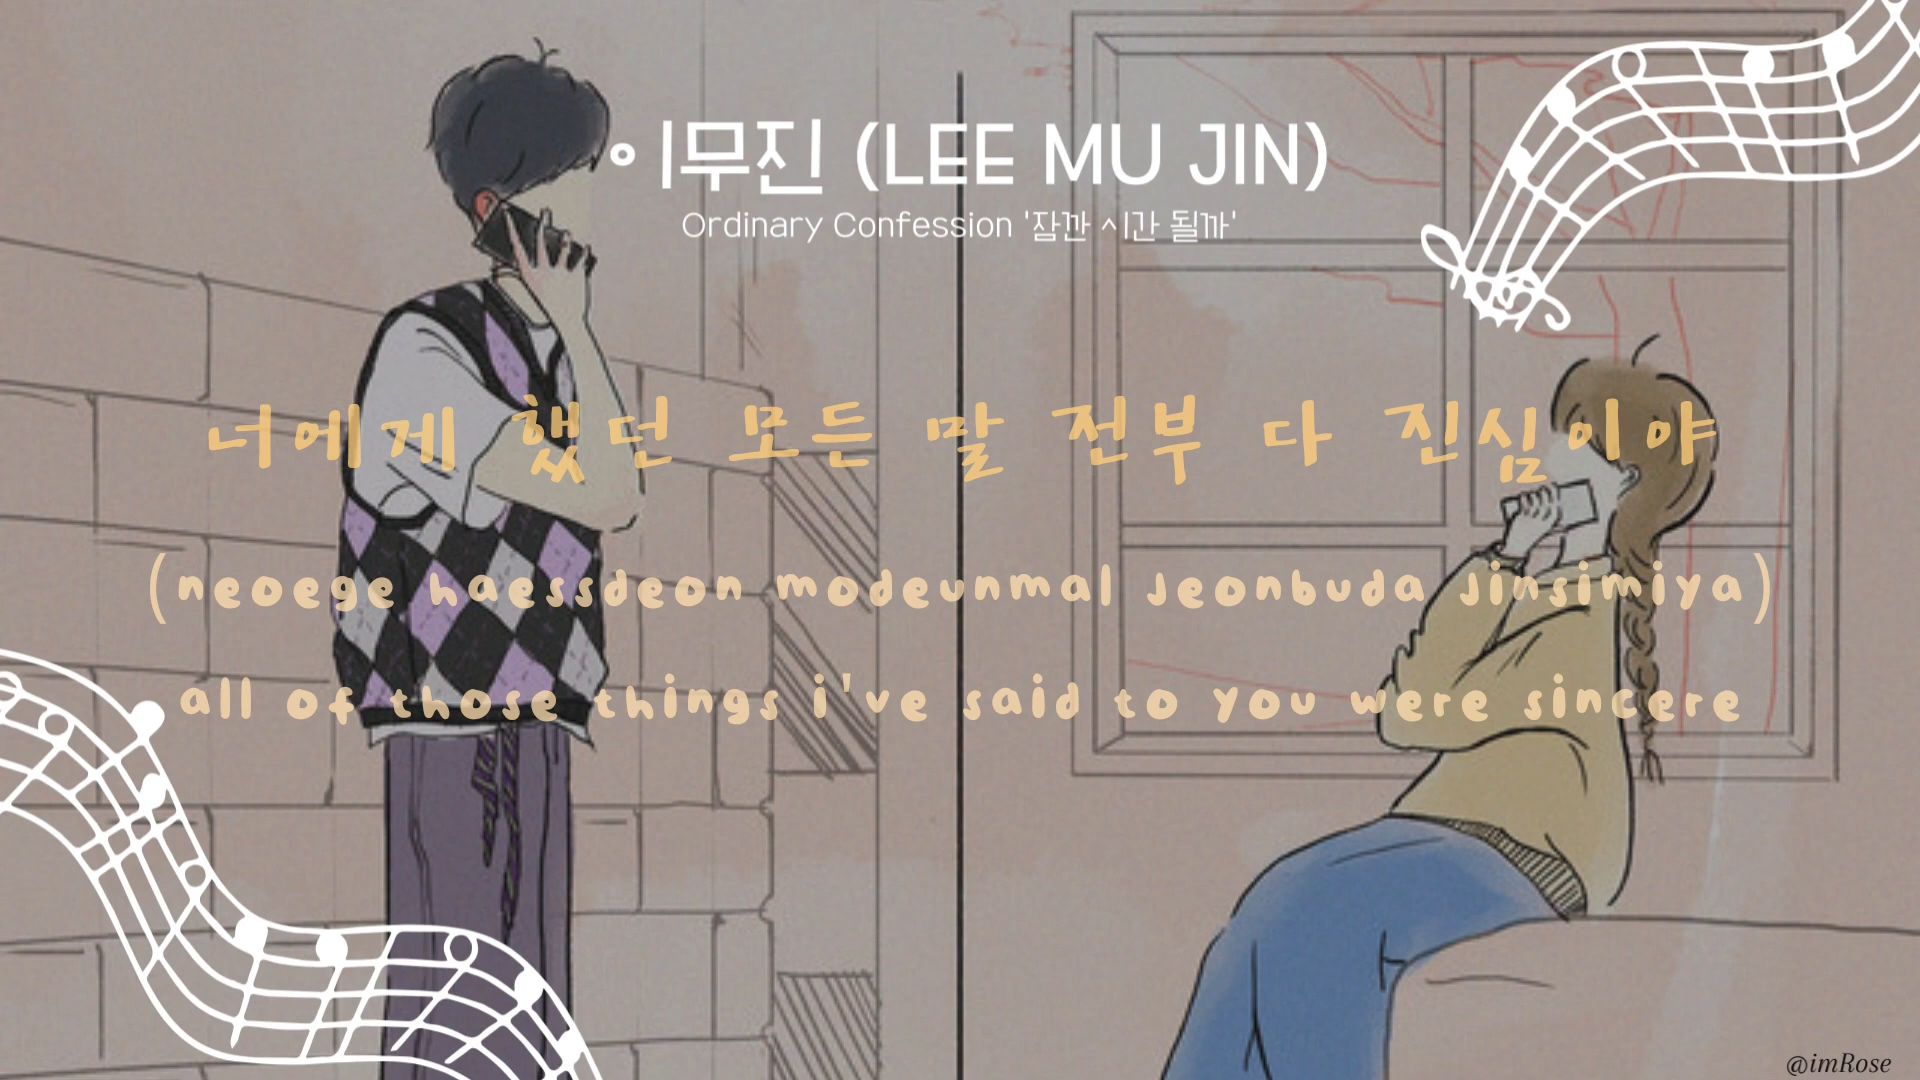 이무진 (LEE MU JIN)
Ordinary Confession '잠깐 시간 될까'
너에게 했던 모든 말 전부 다 진심이야
(neoege haessdeon modeunmal jeonbuda jinsimiya)
all of those things i've said to you were sincere
@imRose